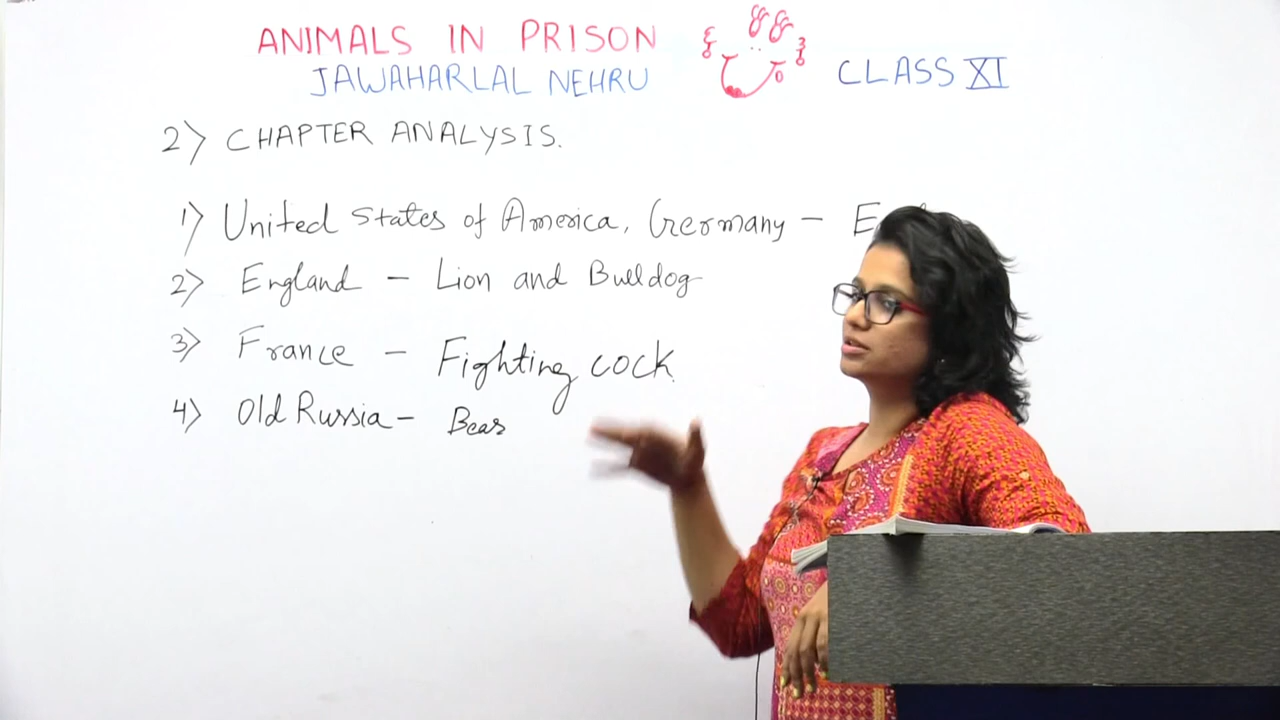 ANIMALS IN PRISON
JAWAHARLAL NEHRU
CLASS XI
2) CHAPTER ANALYSIS.
1) United States of America, Germany –
2) England – Lion and Bulldog
3) France – Fighting cock
4) Old Russia – Bear